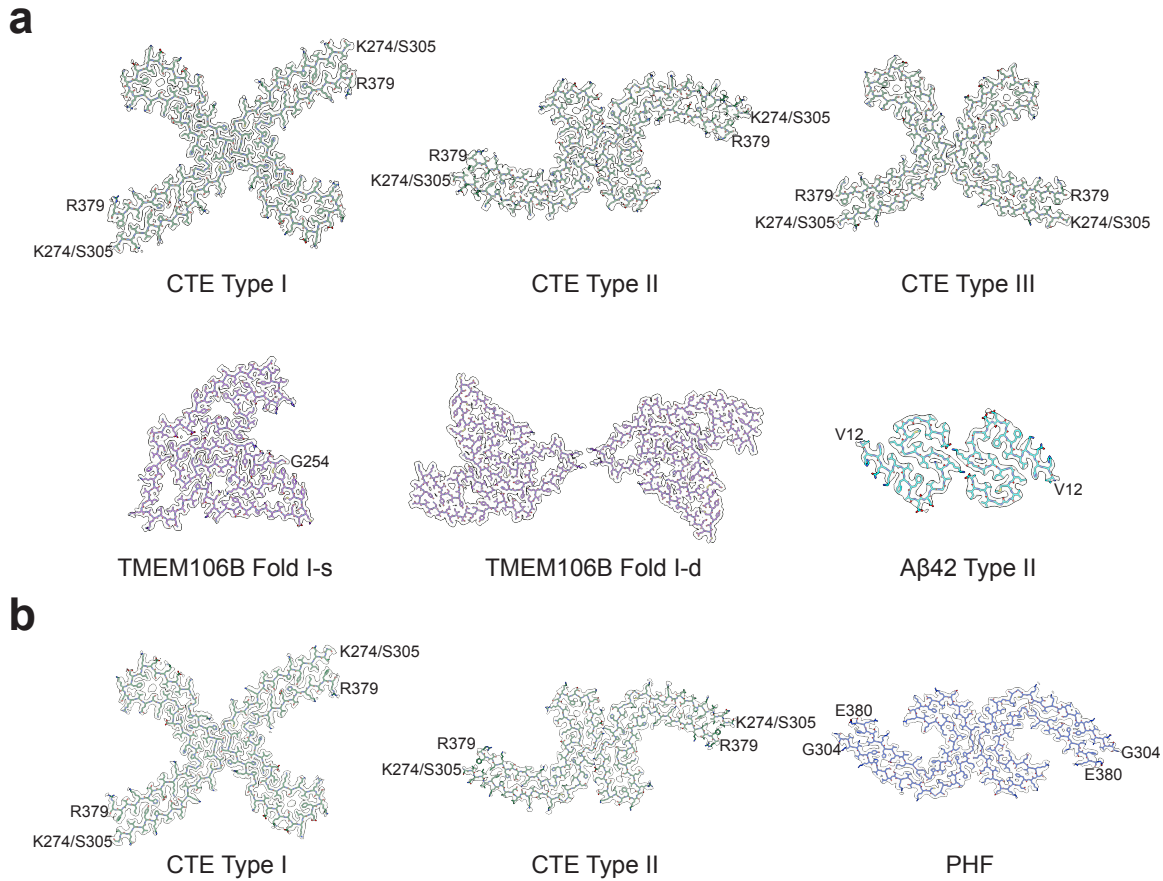 a
K274/S305
R379
R379
K274/S305
CTE Type I
K274/S305
R379
R379
K274/S305
CTE Type II
R379
K274/S305
R379
K274/S305
CTE Type III
G254
TMEM106B Fold I-s
TMEM106B Fold I-d
V12
V12
Aβ42 Type II
b
K274/S305
R379
R379
K274/S305
CTE Type I
K274/S305
R379
R379
K274/S305
CTE Type II
E380
G304
G304
E380
PHF